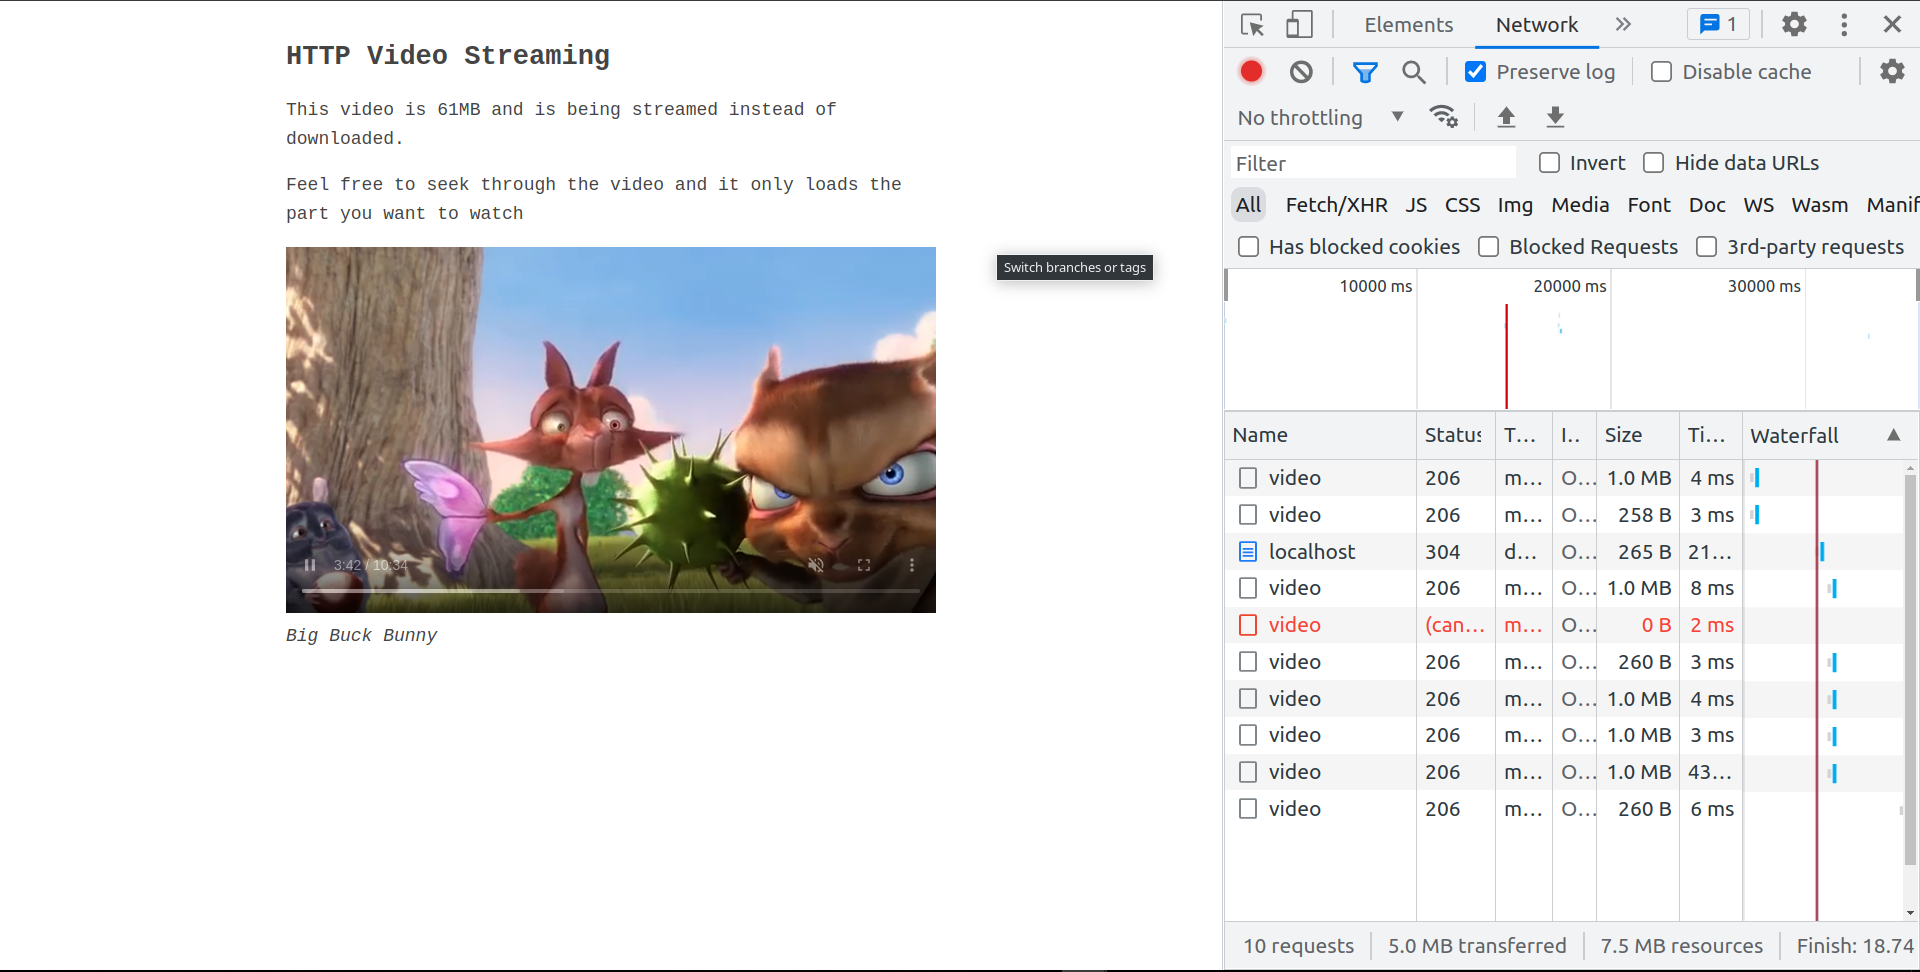 HTTP Video Streaming
This video is 61MB and is being streamed instead of
downloaded.
Feel free to seek through the video and it only loads the
part you want to watch
3:42 / 10:34
Big Buck Bunny
Switch branches or tags
Elements Network 1
Preserve log Disable cache
No throttling
Filter Invert Hide data URLs
All Fetch/XHR JS CSS Img Media Font Doc WS Wasm Manif
Has blocked cookies Blocked Requests 3rd-party requests
10000 ms 20000 ms 30000 ms
Name Status T... I.. Size Ti... Waterfall
video 206 m... O... 1.0 MB 4 ms
video 206 m... O... 258 B 3 ms
localhost 304 d... O... 265 B 21...
video 206 m... O... 1.0 MB 8 ms
video (can... m... O... 0 B 2 ms
video 206 m... O... 260 B 3 ms
video 206 m... O... 1.0 MB 4 ms
video 206 m... O... 1.0 MB 3 ms
video 206 m... O... 1.0 MB 43...
video 206 m... O... 260 B 6 ms
10 requests 5.0 MB transferred 7.5 MB resources Finish: 18.74